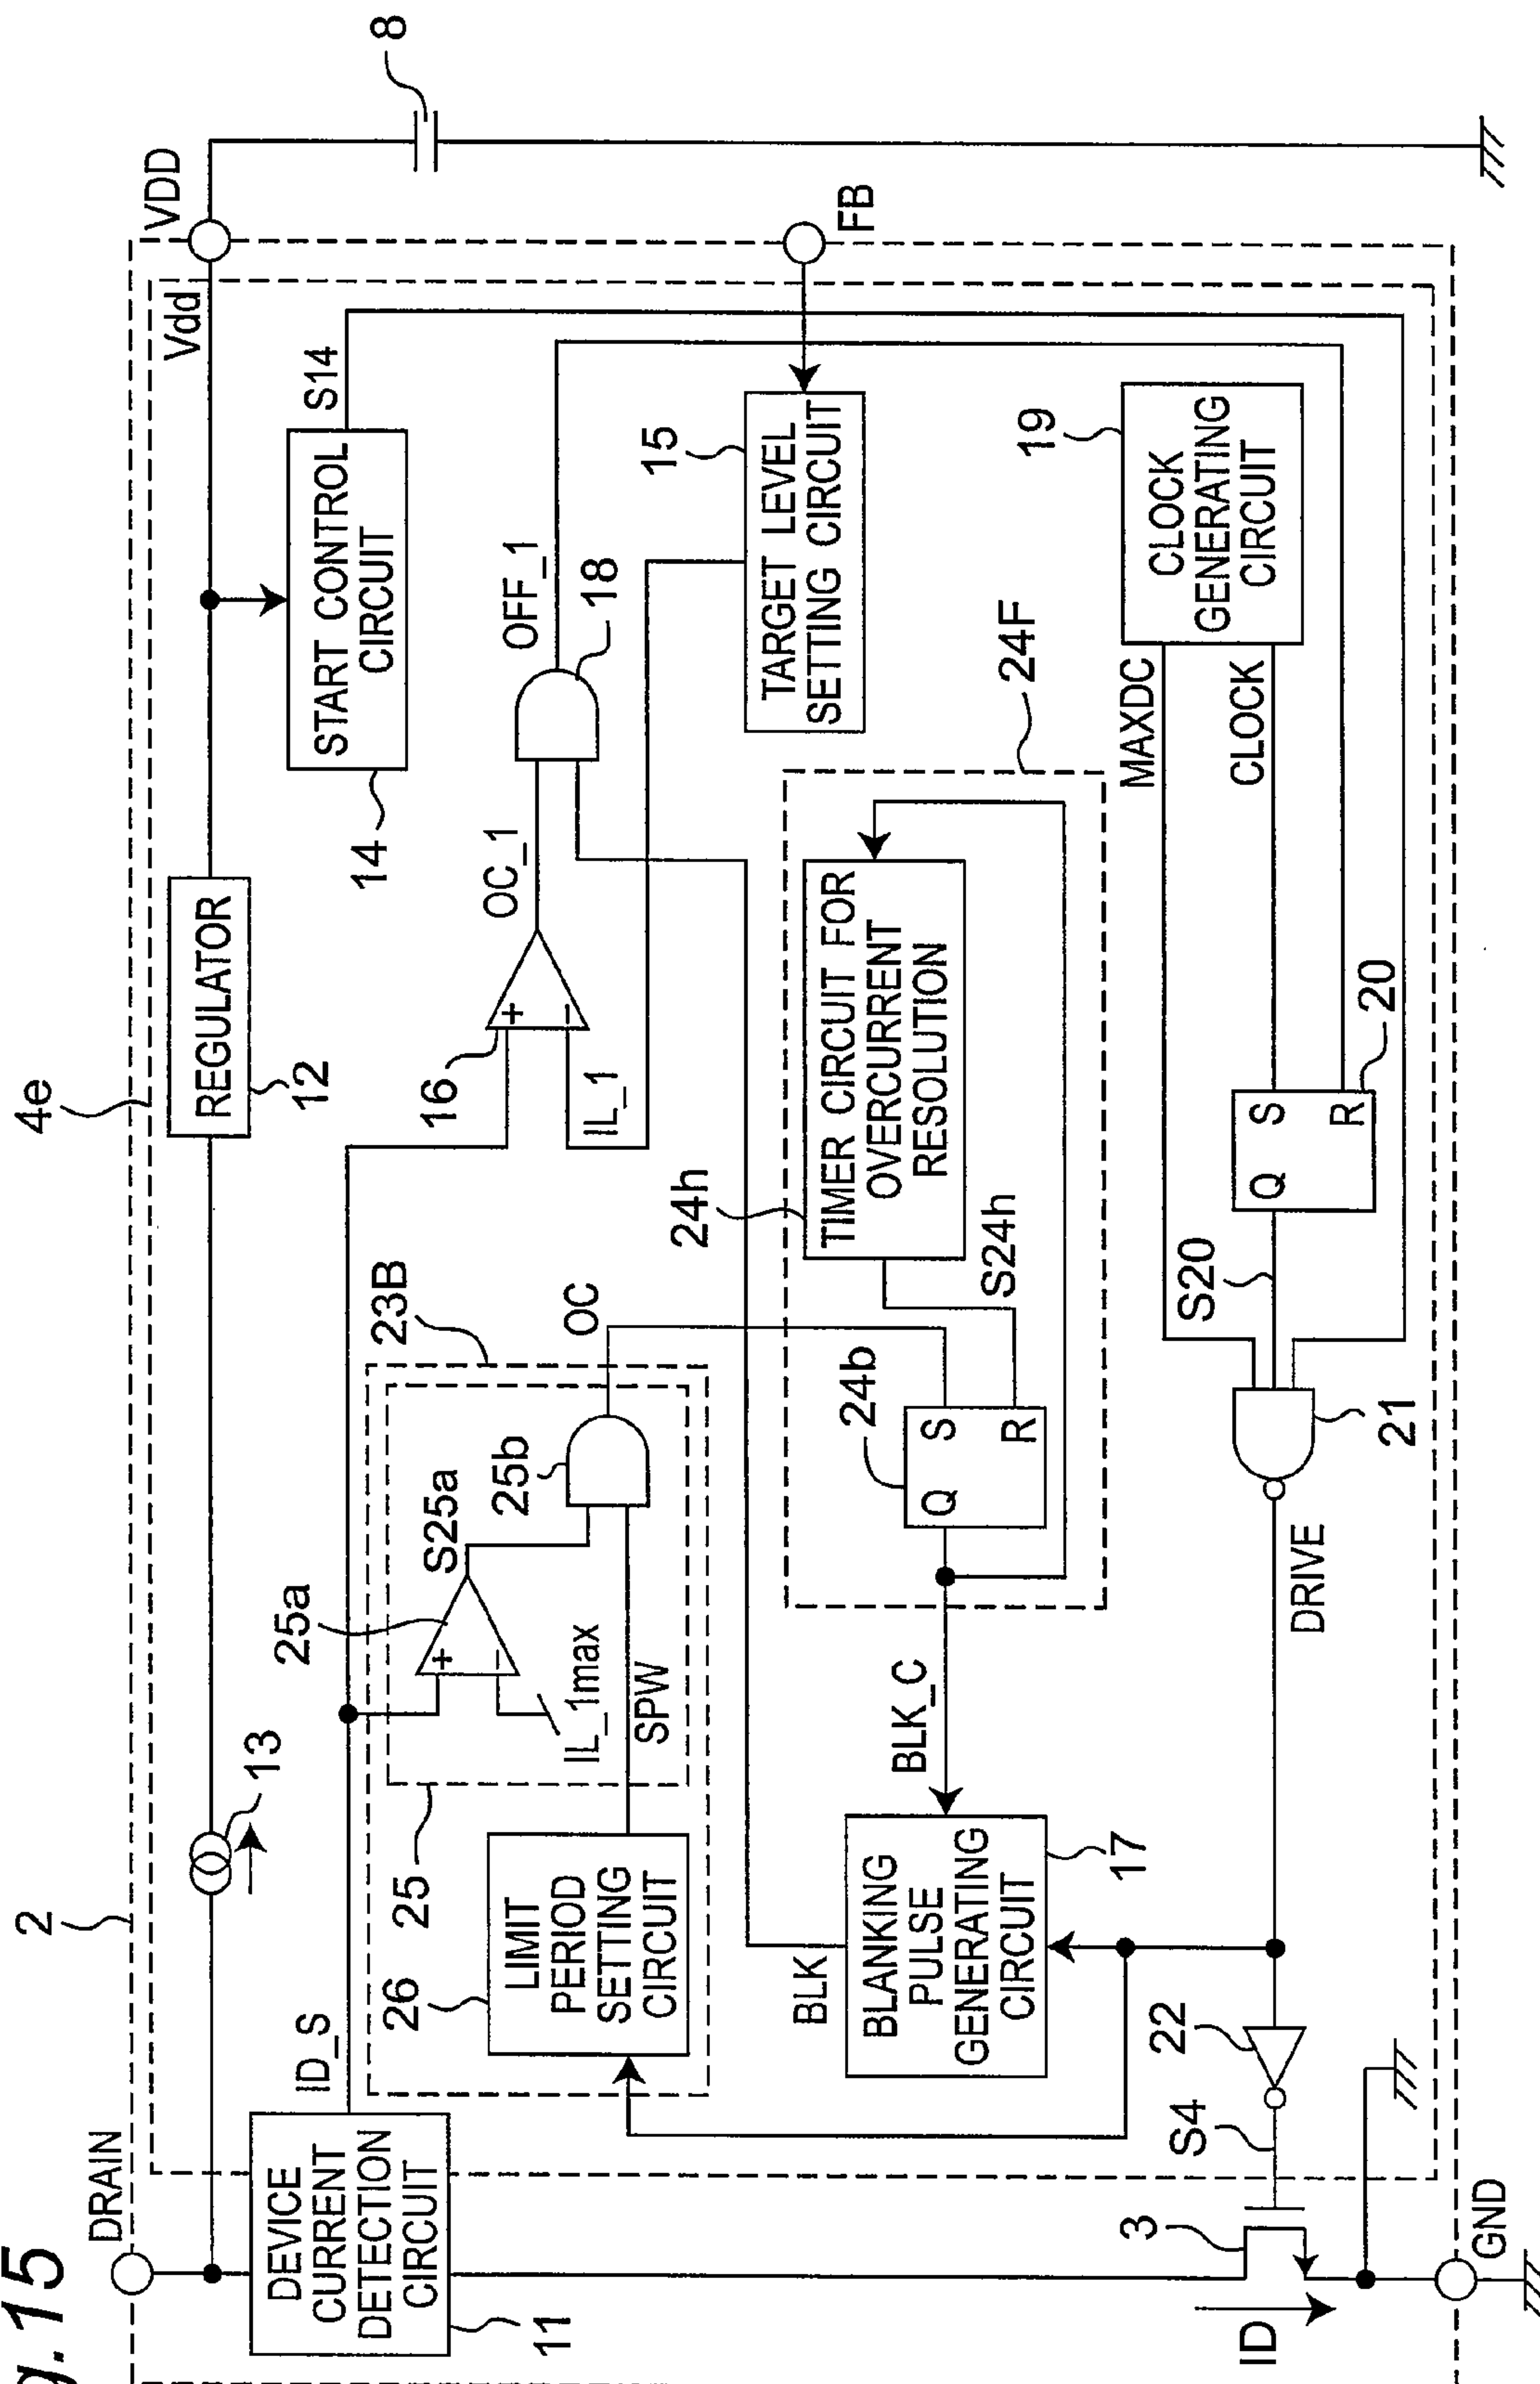 g.15
2
4e
DRAIN
13
REGULATOR
12
Vdd
VDD
8
DEVICE
CURRENT
DETECTION
CIRCUIT
11
ID_S
START CONTROL
CIRCUIT
14
S14
25a
S25a
25b
IL_1max
SPW
25
23B
OC
26
LIMIT
PERIOD
SETTING
CIRCUIT
16
+
−
OC_1
IL_1
OFF_1
18
+
−
15
TARGET LEVEL
SETTING CIRCUIT
FB
BLK
BLANKING
PULSE
GENERATING
CIRCUIT
17
BLK_C
24b
Q
S
R
24h
S24h
TIMER CIRCUIT FOR
OVERCURRENT
RESOLUTION
24F
19
CLOCK
GENERATING
CIRCUIT
MAXDC
CLOCK
S20
Q
S
R
20
21
DRIVE
22
S4
3
ID
GND